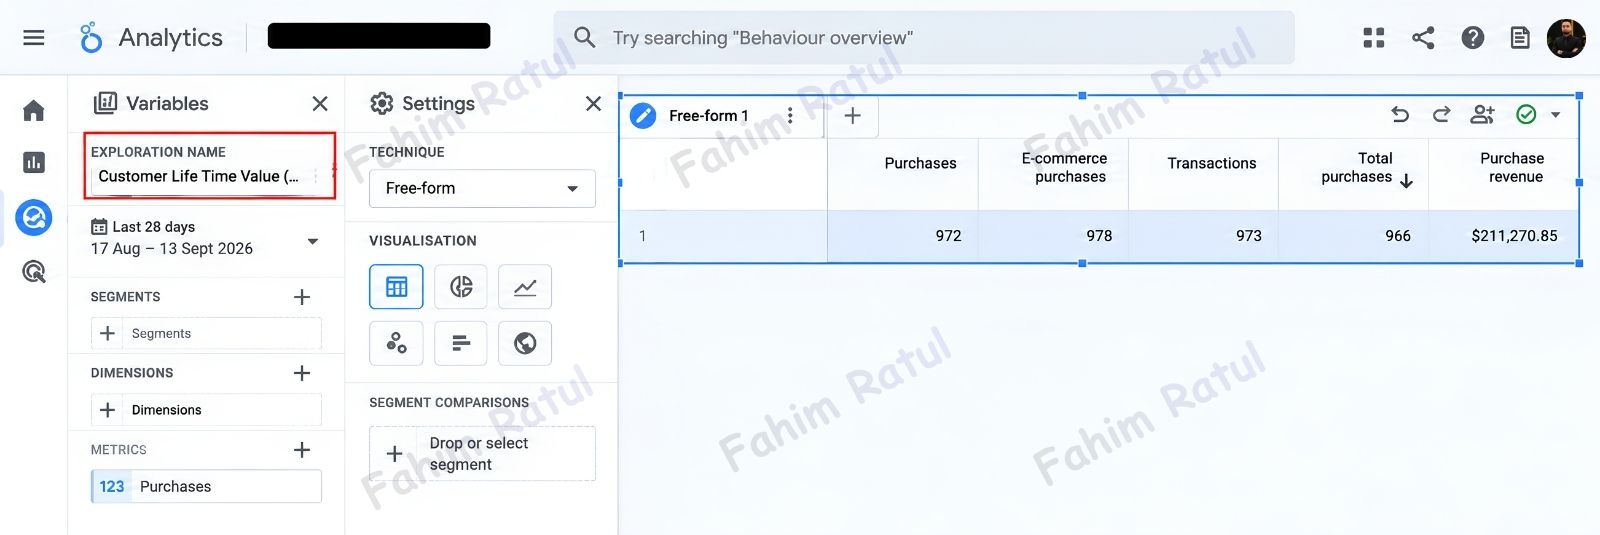 Analytics
Try searching "Behaviour overview"
Variables
EXPLORATION NAME
Customer Life Time Value (...
Last 28 days
17 Aug – 13 Sept 2026
SEGMENTS
Segments
DIMENSIONS
Dimensions
METRICS
123 Purchases
Settings
TECHNIQUE
Free-form
VISUALISATION
SEGMENT COMPARISONS
Drop or select
segment
Free-form 1
Purchases
E-commerce
purchases
Transactions
Total
purchases
Purchase
revenue
1 972 978 973 966 $211,270.85
Fahim Ratul
Fahim Ratul
Fahim Ratul
Fahim Ratul
Fahim Ratul
Fahim Ratul